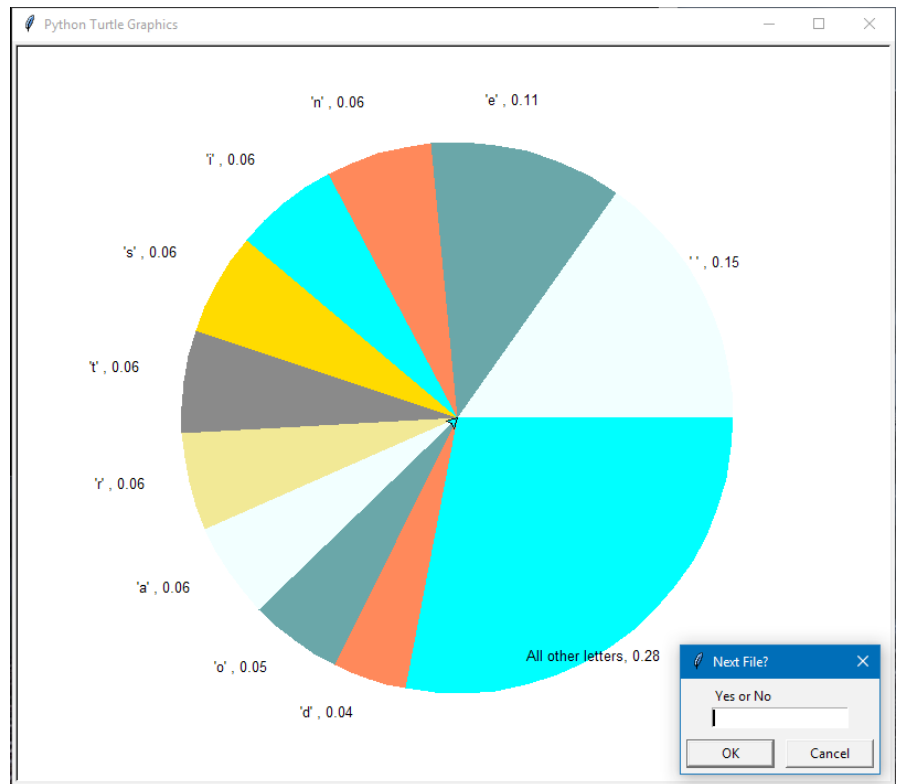 Python Turtle Graphics
'n' , 0.06
'e' , 0.11
'i' , 0.06
's' , 0.06
' ' , 0.15
't' , 0.06
'r' , 0.06
'a' , 0.06
'o' , 0.05
'd' , 0.04
All other letters, 0.28
Next File?
Yes or No
OK
Cancel